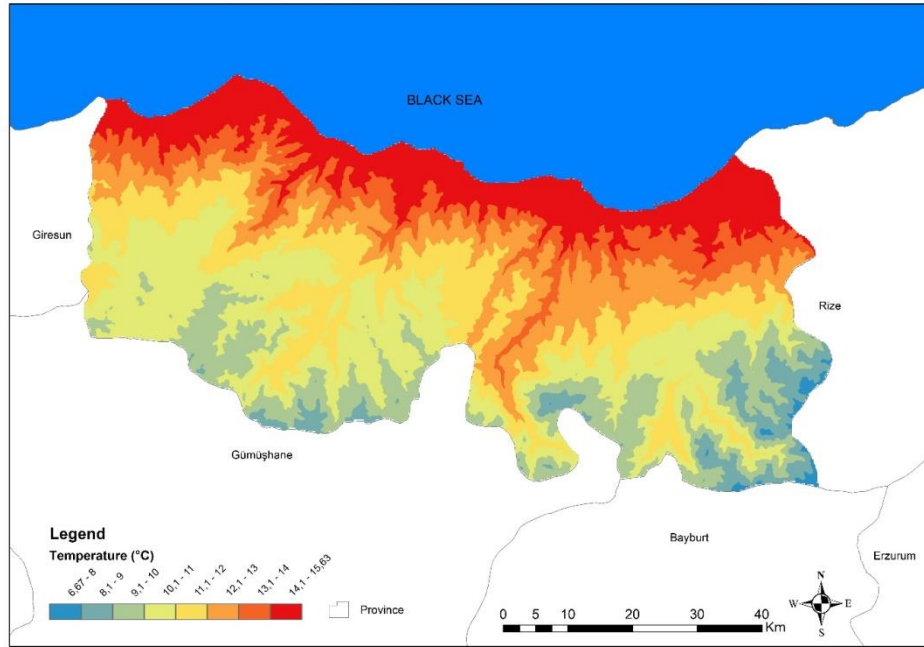 BLACK SEA
Giresun
Rize
Gümüşhane
Bayburt
Erzurum
Legend
Temperature (°C)
6,67 - 8
8,1 - 9
9,1 - 10
10,1 - 11
11,1 - 12
12,1 - 13
13,1 - 14
14,1 - 15,63
Province
N
W E
S
0 5 10 20 30 40
Km